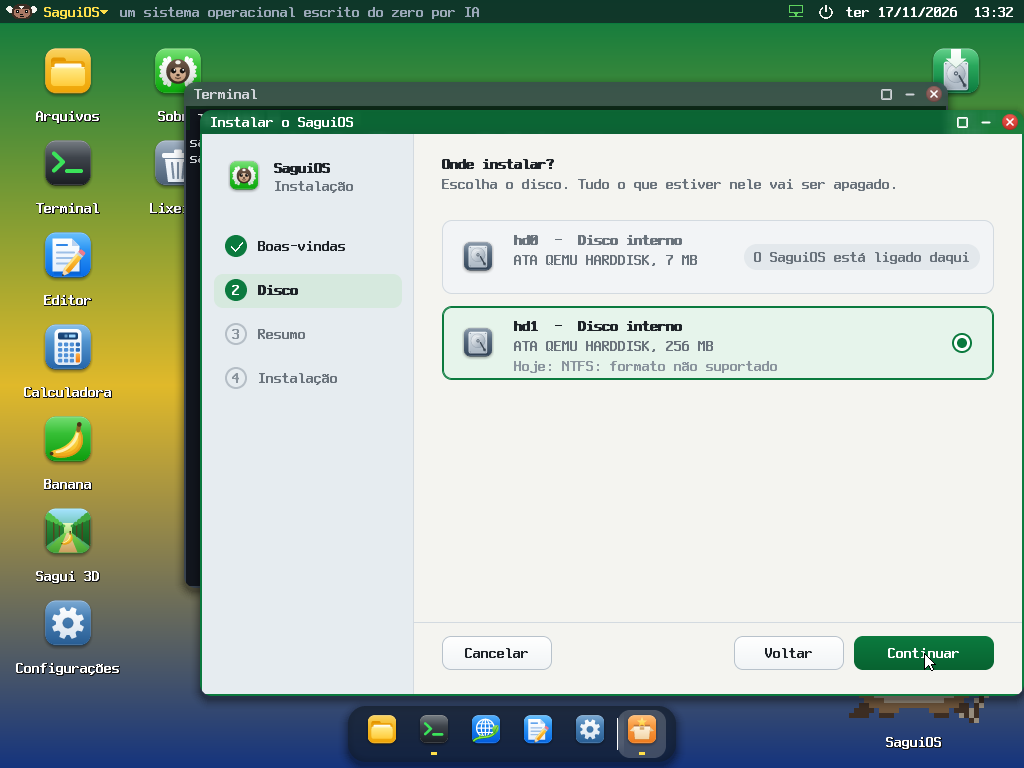 SaguiOS um sistema operacional escrito do zero por IA
ter 17/11/2026 13:32
Arquivos
Terminal
Editor
Calculadora
Banana
Sagui 3D
Configurações
Terminal
Instalar o SaguiOS
SaguiOS
Instalação
Boas-vindas
2 Disco
3 Resumo
4 Instalação
Onde instalar?
Escolha o disco. Tudo o que estiver nele vai ser apagado.
hd0 - Disco interno
ATA QEMU HARDDISK, 7 MB
O SaguiOS está ligado daqui
hd1 - Disco interno
ATA QEMU HARDDISK, 256 MB
Hoje: NTFS: formato não suportado
Cancelar
Voltar
Continuar
SaguiOS